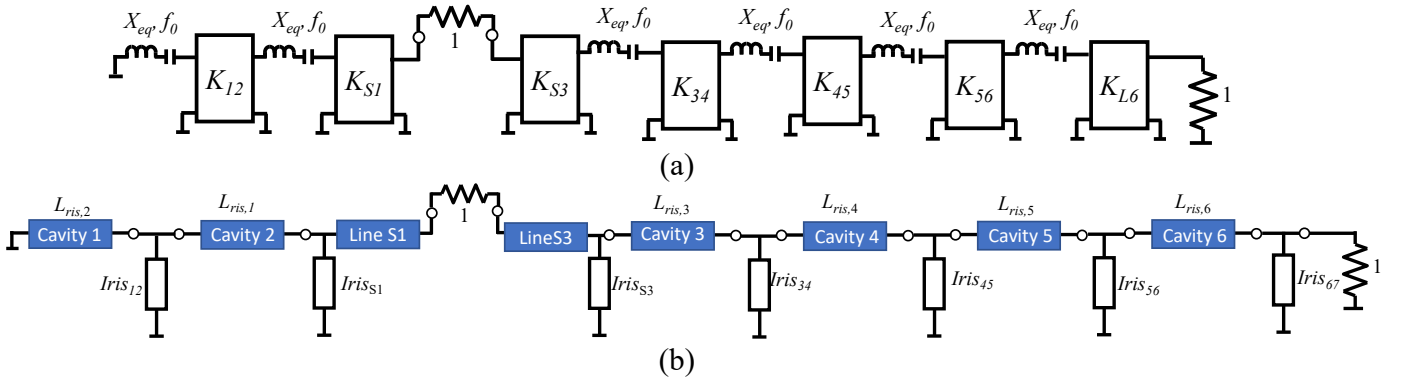 X_eq, f_0 X_eq, f_0 1 X_eq, f_0 X_eq, f_0 X_eq, f_0 X_eq, f_0
K_12 K_S1 K_S3 K_34 K_45 K_56 K_L6 1
(a)
L_ris,2 L_ris,1 1 L_ris,3 L_ris,4 L_ris,5 L_ris,6
Cavity 1 Cavity 2 Line S1 LineS3 Cavity 3 Cavity 4 Cavity 5 Cavity 6
Iris_12 Iris_S1 Iris_S3 Iris_34 Iris_45 Iris_56 Iris_67 1
(b)